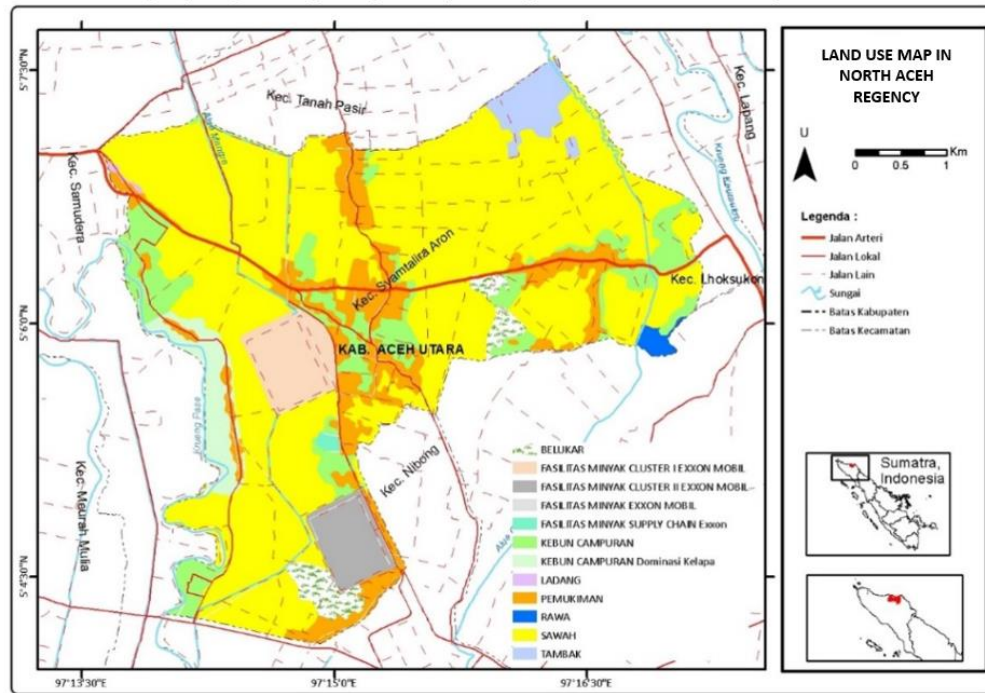 LAND USE MAP IN
NORTH ACEH
REGENCY
U
0 0.5 1 Km
Legenda :
Jalan Arteri
Jalan Lokal
Jalan Lain
Sungai
Batas Kabupaten
Batas Kecamatan
Sumatra,
Indonesia
Kec. Tanah Pasir
Kec. Lapang
Kec. Samudera
Kec. Syamtalira Aron
Kec. Lhoksukon
KAB. ACEH UTARA
Krueng Pase
Kec. Nibong
Kec. Meurah Mulia
BELUKAR
FASILITAS MINYAK CLUSTER I EXXON MOBIL
FASILITAS MINYAK CLUSTER II EXXON MOBIL
FASILITAS MINYAK EXXON MOBIL
FASILITAS MINYAK SUPPLY CHAIN Exxon
KEBUN CAMPURAN
KEBUN CAMPURAN Dominasi Kelapa
LADANG
PEMUKIMAN
RAWA
SAWAH
TAMBAK
5°7'30"N
5°6'0"N
5°4'30"N
97°13'30"E
97°15'0"E
97°16'30"E